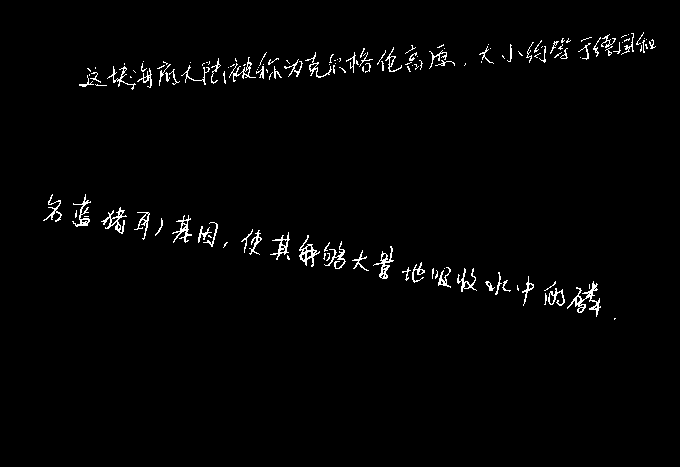 这块海底大陆被称为克尔格伦高原，大小约等于德国和
名蓝猪耳）基因，使其能够大量地吸收水中的磷．